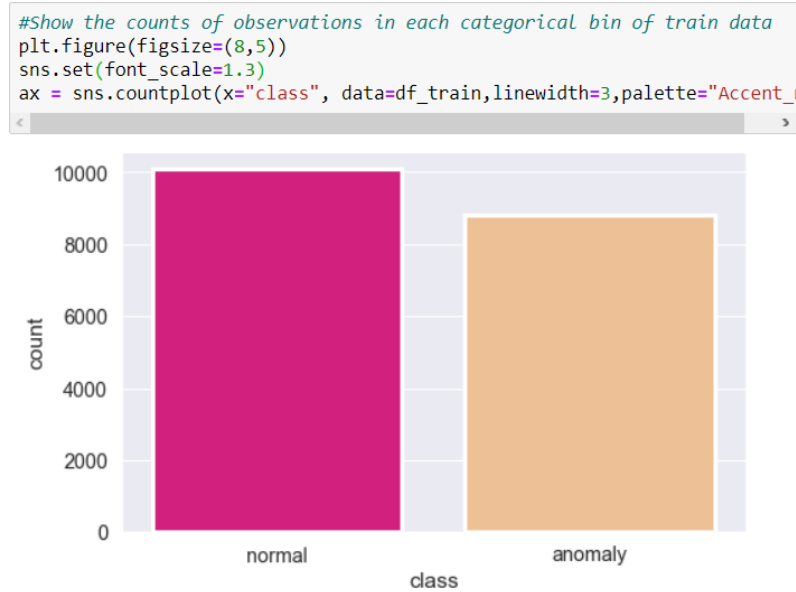 #Show the counts of observations in each categorical bin of train data
plt.figure(figsize=(8,5))
sns.set(font_scale=1.3)
ax = sns.countplot(x="class", data=df_train,linewidth=3,palette="Accent_
10000
8000
6000
4000
2000
0
count
normal anomaly
class